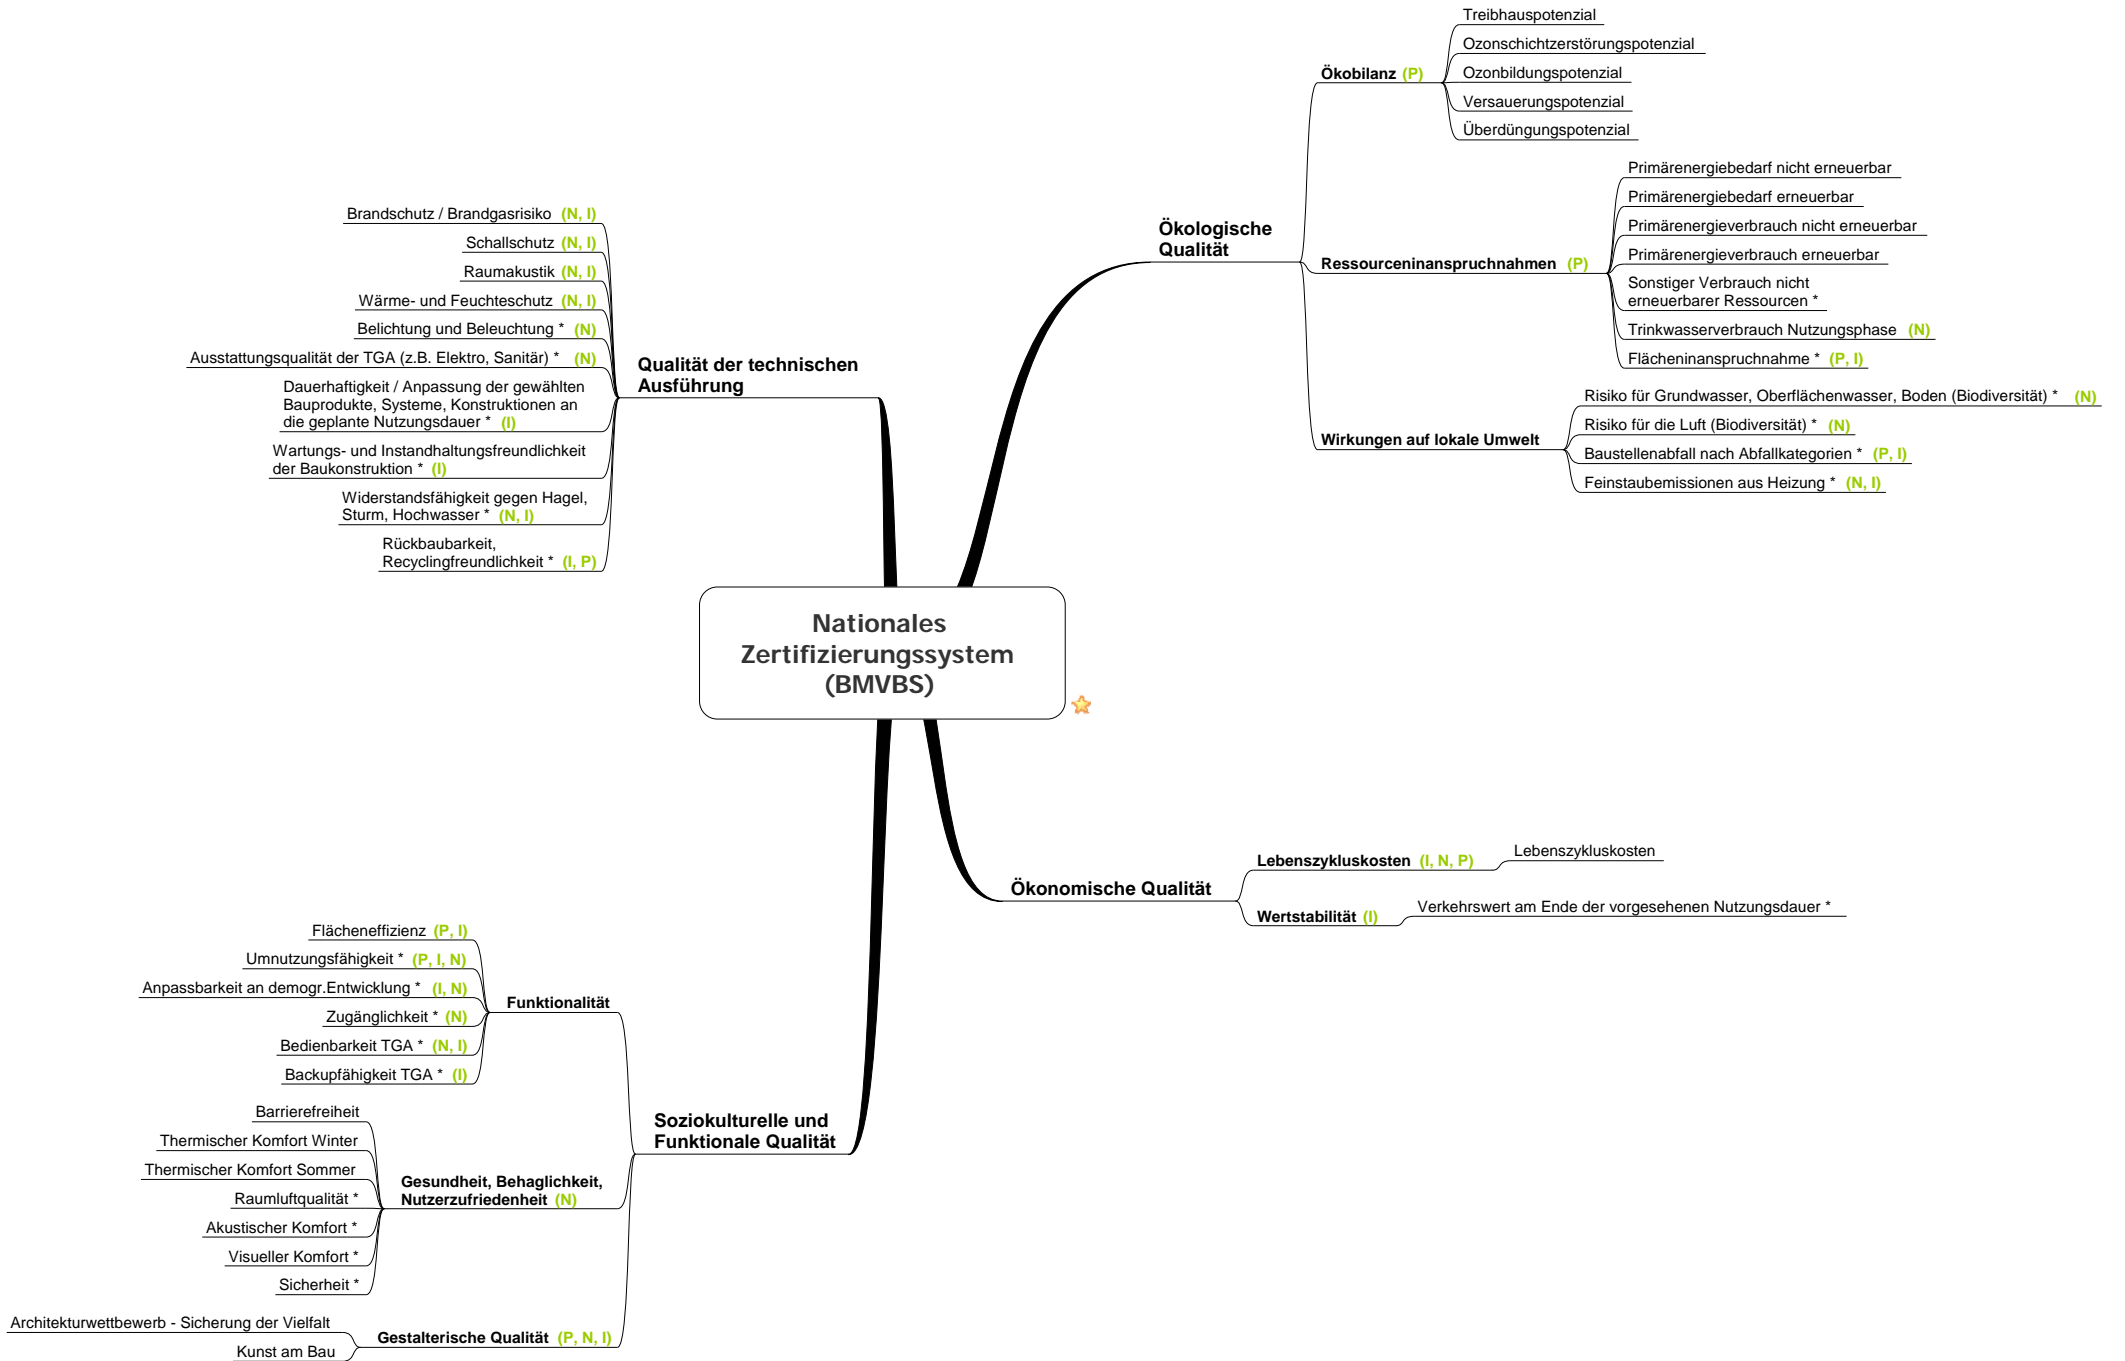 Nationales
Zertifizierungssystem
(BMVBS)
Ökologische
Qualität
Ökobilanz (P)
Treibhauspotenzial
Ozonschichtzerstörungspotenzial
Ozonbildungspotenzial
Versauerungspotenzial
Überdüngungspotenzial
Ressourceninanspruchnahmen (P)
Primärenergiebedarf nicht erneuerbar
Primärenergiebedarf erneuerbar
Primärenergieverbrauch nicht erneuerbar
Primärenergieverbrauch erneuerbar
Sonstiger Verbrauch nicht
erneuerbarer Ressourcen *
Trinkwasserverbrauch Nutzungsphase (N)
Flächeninanspruchnahme * (P, I)
Wirkungen auf lokale Umwelt
Risiko für Grundwasser, Oberflächenwasser, Boden (Biodiversität) * (N)
Risiko für die Luft (Biodiversität) * (N)
Baustellenabfall nach Abfallkategorien * (P, I)
Feinstaubemissionen aus Heizung * (N, I)
Ökonomische Qualität
Lebenszykluskosten (I, N, P)
Lebenszykluskosten
Wertstabilität (I)
Verkehrswert am Ende der vorgesehenen Nutzungsdauer *
Qualität der technischen
Ausführung
Brandschutz / Brandgasrisiko (N, I)
Schallschutz (N, I)
Raumakustik (N, I)
Wärme- und Feuchteschutz (N, I)
Belichtung und Beleuchtung * (N)
Ausstattungsqualität der TGA (z.B. Elektro, Sanitär) * (N)
Dauerhaftigkeit / Anpassung der gewählten
Bauprodukte, Systeme, Konstruktionen an
die geplante Nutzungsdauer * (I)
Wartungs- und Instandhaltungsfreundlichkeit
der Baukonstruktion * (I)
Widerstandsfähigkeit gegen Hagel,
Sturm, Hochwasser * (N, I)
Rückbaubarkeit,
Recyclingfreundlichkeit * (I, P)
Soziokulturelle und
Funktionale Qualität
Funktionalität
Flächeneffizienz (P, I)
Umnutzungsfähigkeit * (P, I, N)
Anpassbarkeit an demogr.Entwicklung * (I, N)
Zugänglichkeit * (N)
Bedienbarkeit TGA * (N, I)
Backupfähigkeit TGA * (I)
Gesundheit, Behaglichkeit,
Nutzerzufriedenheit (N)
Barrierefreiheit
Thermischer Komfort Winter
Thermischer Komfort Sommer
Raumluftqualität *
Akustischer Komfort *
Visueller Komfort *
Sicherheit *
Gestalterische Qualität (P, N, I)
Architekturwettbewerb - Sicherung der Vielfalt
Kunst am Bau